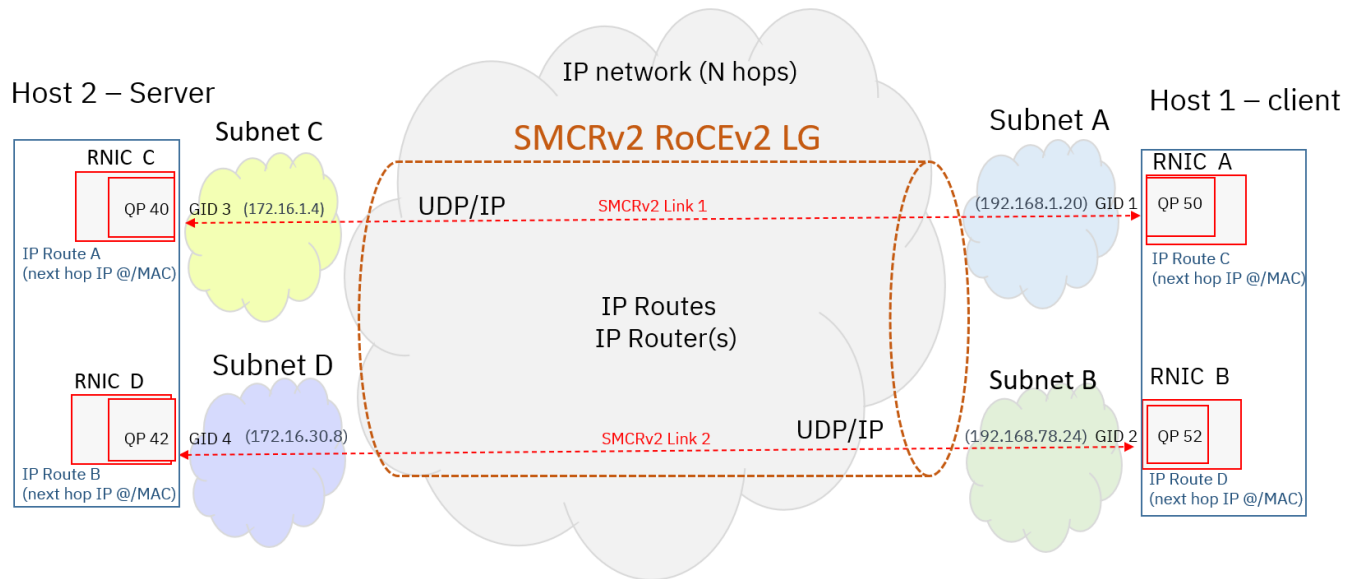 IP network (N hops)
Host 2 – Server
Host 1 – client
Subnet C
SMCRv2 RoCEv2 LG
Subnet A
RNIC C
RNIC A
QP 40
GID 3 (172.16.1.4)
UDP/IP
SMCRv2 Link 1
(192.168.1.20) GID 1
QP 50
IP Route A
(next hop IP @/MAC)
IP Route C
(next hop IP @/MAC)
IP Routes
IP Router(s)
Subnet D
Subnet B
RNIC D
RNIC B
QP 42
GID 4 (172.16.30.8)
SMCRv2 Link 2
UDP/IP
(192.168.78.24) GID 2
QP 52
IP Route B
(next hop IP @/MAC)
IP Route D
(next hop IP @/MAC)